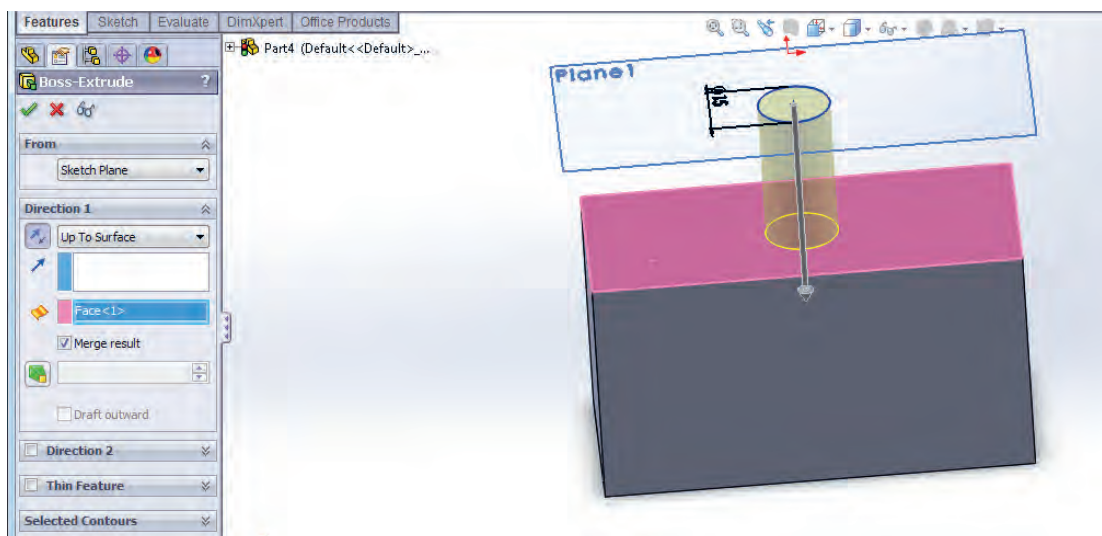 Features Sketch Evaluate DimXpert Office Products
Part4 (Default<<Default>_...
Boss-Extrude ?
From
Sketch Plane
Direction 1
Up To Surface
Face<1>
Merge result
Draft outward
Direction 2
Thin Feature
Selected Contours
Plane1
Ø15